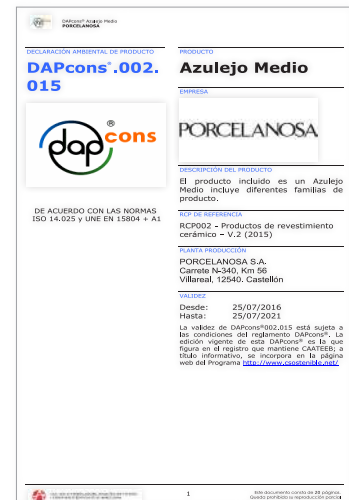 DAPcons® Azulejo Medio
PORCELANOSA
DECLARACIÓN AMBIENTAL DE PRODUCTO
DAPcons®.002.
015
dap cons
®
DE ACUERDO CON LAS NORMAS
ISO 14.025 y UNE EN 15804 + A1
PRODUCTO
Azulejo Medio
EMPRESA
PORCELANOSA
DESCRIPCIÓN DEL PRODUCTO
El producto incluido es un Azulejo
Medio incluye diferentes familias de
producto.
RCP DE REFERENCIA
RCP002 - Productos de revestimiento
cerámico – V.2 (2015)
PLANTA PRODUCCIÓN
PORCELANOSA S.A.
Carrete N-340, Km 56
Villareal, 12540. Castellón
VALIDEZ
Desde: 25/07/2016
Hasta: 25/07/2021
La validez de DAPcons®002.015 está sujeta a
las condiciones del reglamento DAPcons®. La
edición vigente de esta DAPcons® es la que
figura en el registro que mantiene CAATEEB; a
título informativo, se incorpora en la página
web del Programa http://www.csostenible.net/
1
Este documento consta de 20 páginas.
Queda prohibida su reproducción parcial